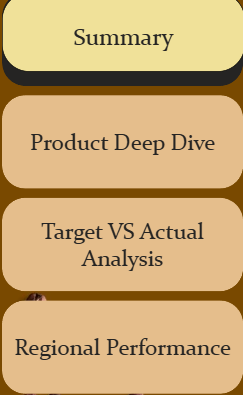 Summary
Product Deep Dive
Target VS Actual
Analysis
Regional Performance